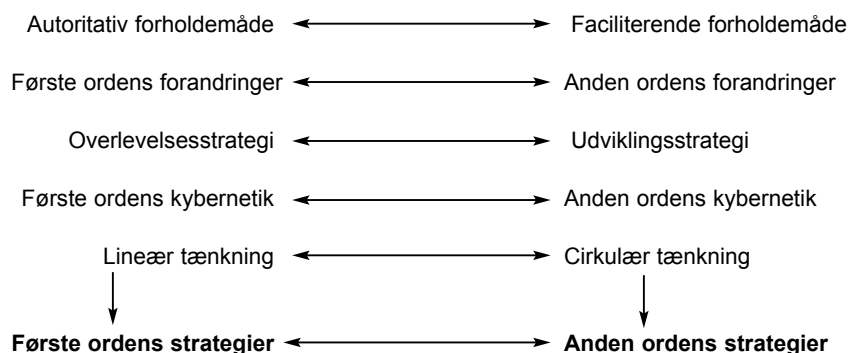 Autoritativ forholdemåde Faciliterende forholdemåde
Første ordens forandringer Anden ordens forandringer
Overlevelsesstrategi Udviklingsstrategi
Første ordens kybernetik Anden ordens kybernetik
Lineær tænkning Cirkulær tænkning
Første ordens strategier Anden ordens strategier